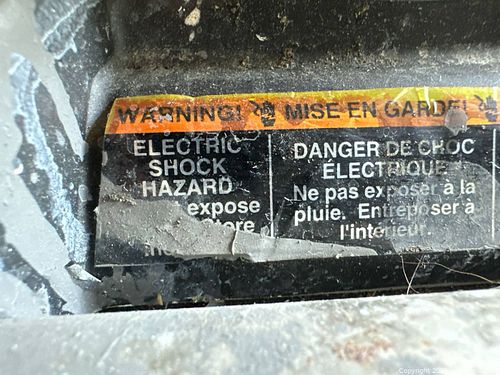 WARNING!
ELECTRIC
SHOCK
HAZARD
expose
store
MISE EN GARDE!
DANGER DE CHOC
ÉLECTRIQUE
Ne pas exposer à la
pluie. Entreposer à
l'intérieur.